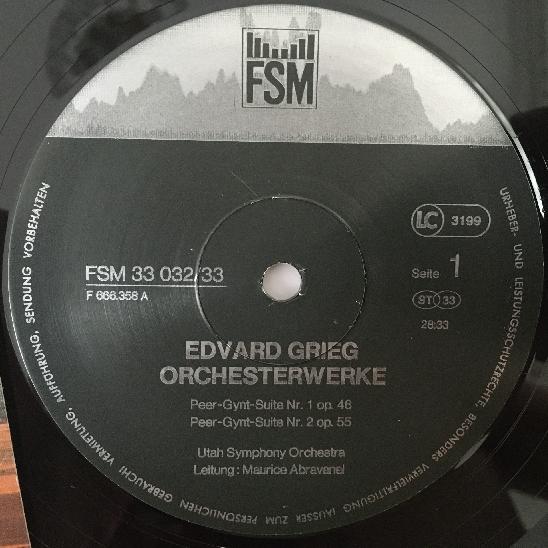 FSM
LC 3199
FSM 33 032/33
F 666.358 A
Seite 1
ST 33
28:33
EDVARD GRIEG
ORCHESTERWERKE
Peer-Gynt-Suite Nr. 1 op. 46
Peer-Gynt-Suite Nr. 2 op. 55
Utah Symphony Orchestra
Leitung: Maurice Abravanel
URHEBER- UND LEISTUNGSSCHUTZRECHTE, BESONDERS VERVIELFÄLTIGUNG (AUSSER ZUM PERSÖNLICHEN GEBRAUCH) VERMIETUNG, AUFFÜHRUNG, SENDUNG VORBEHALTEN